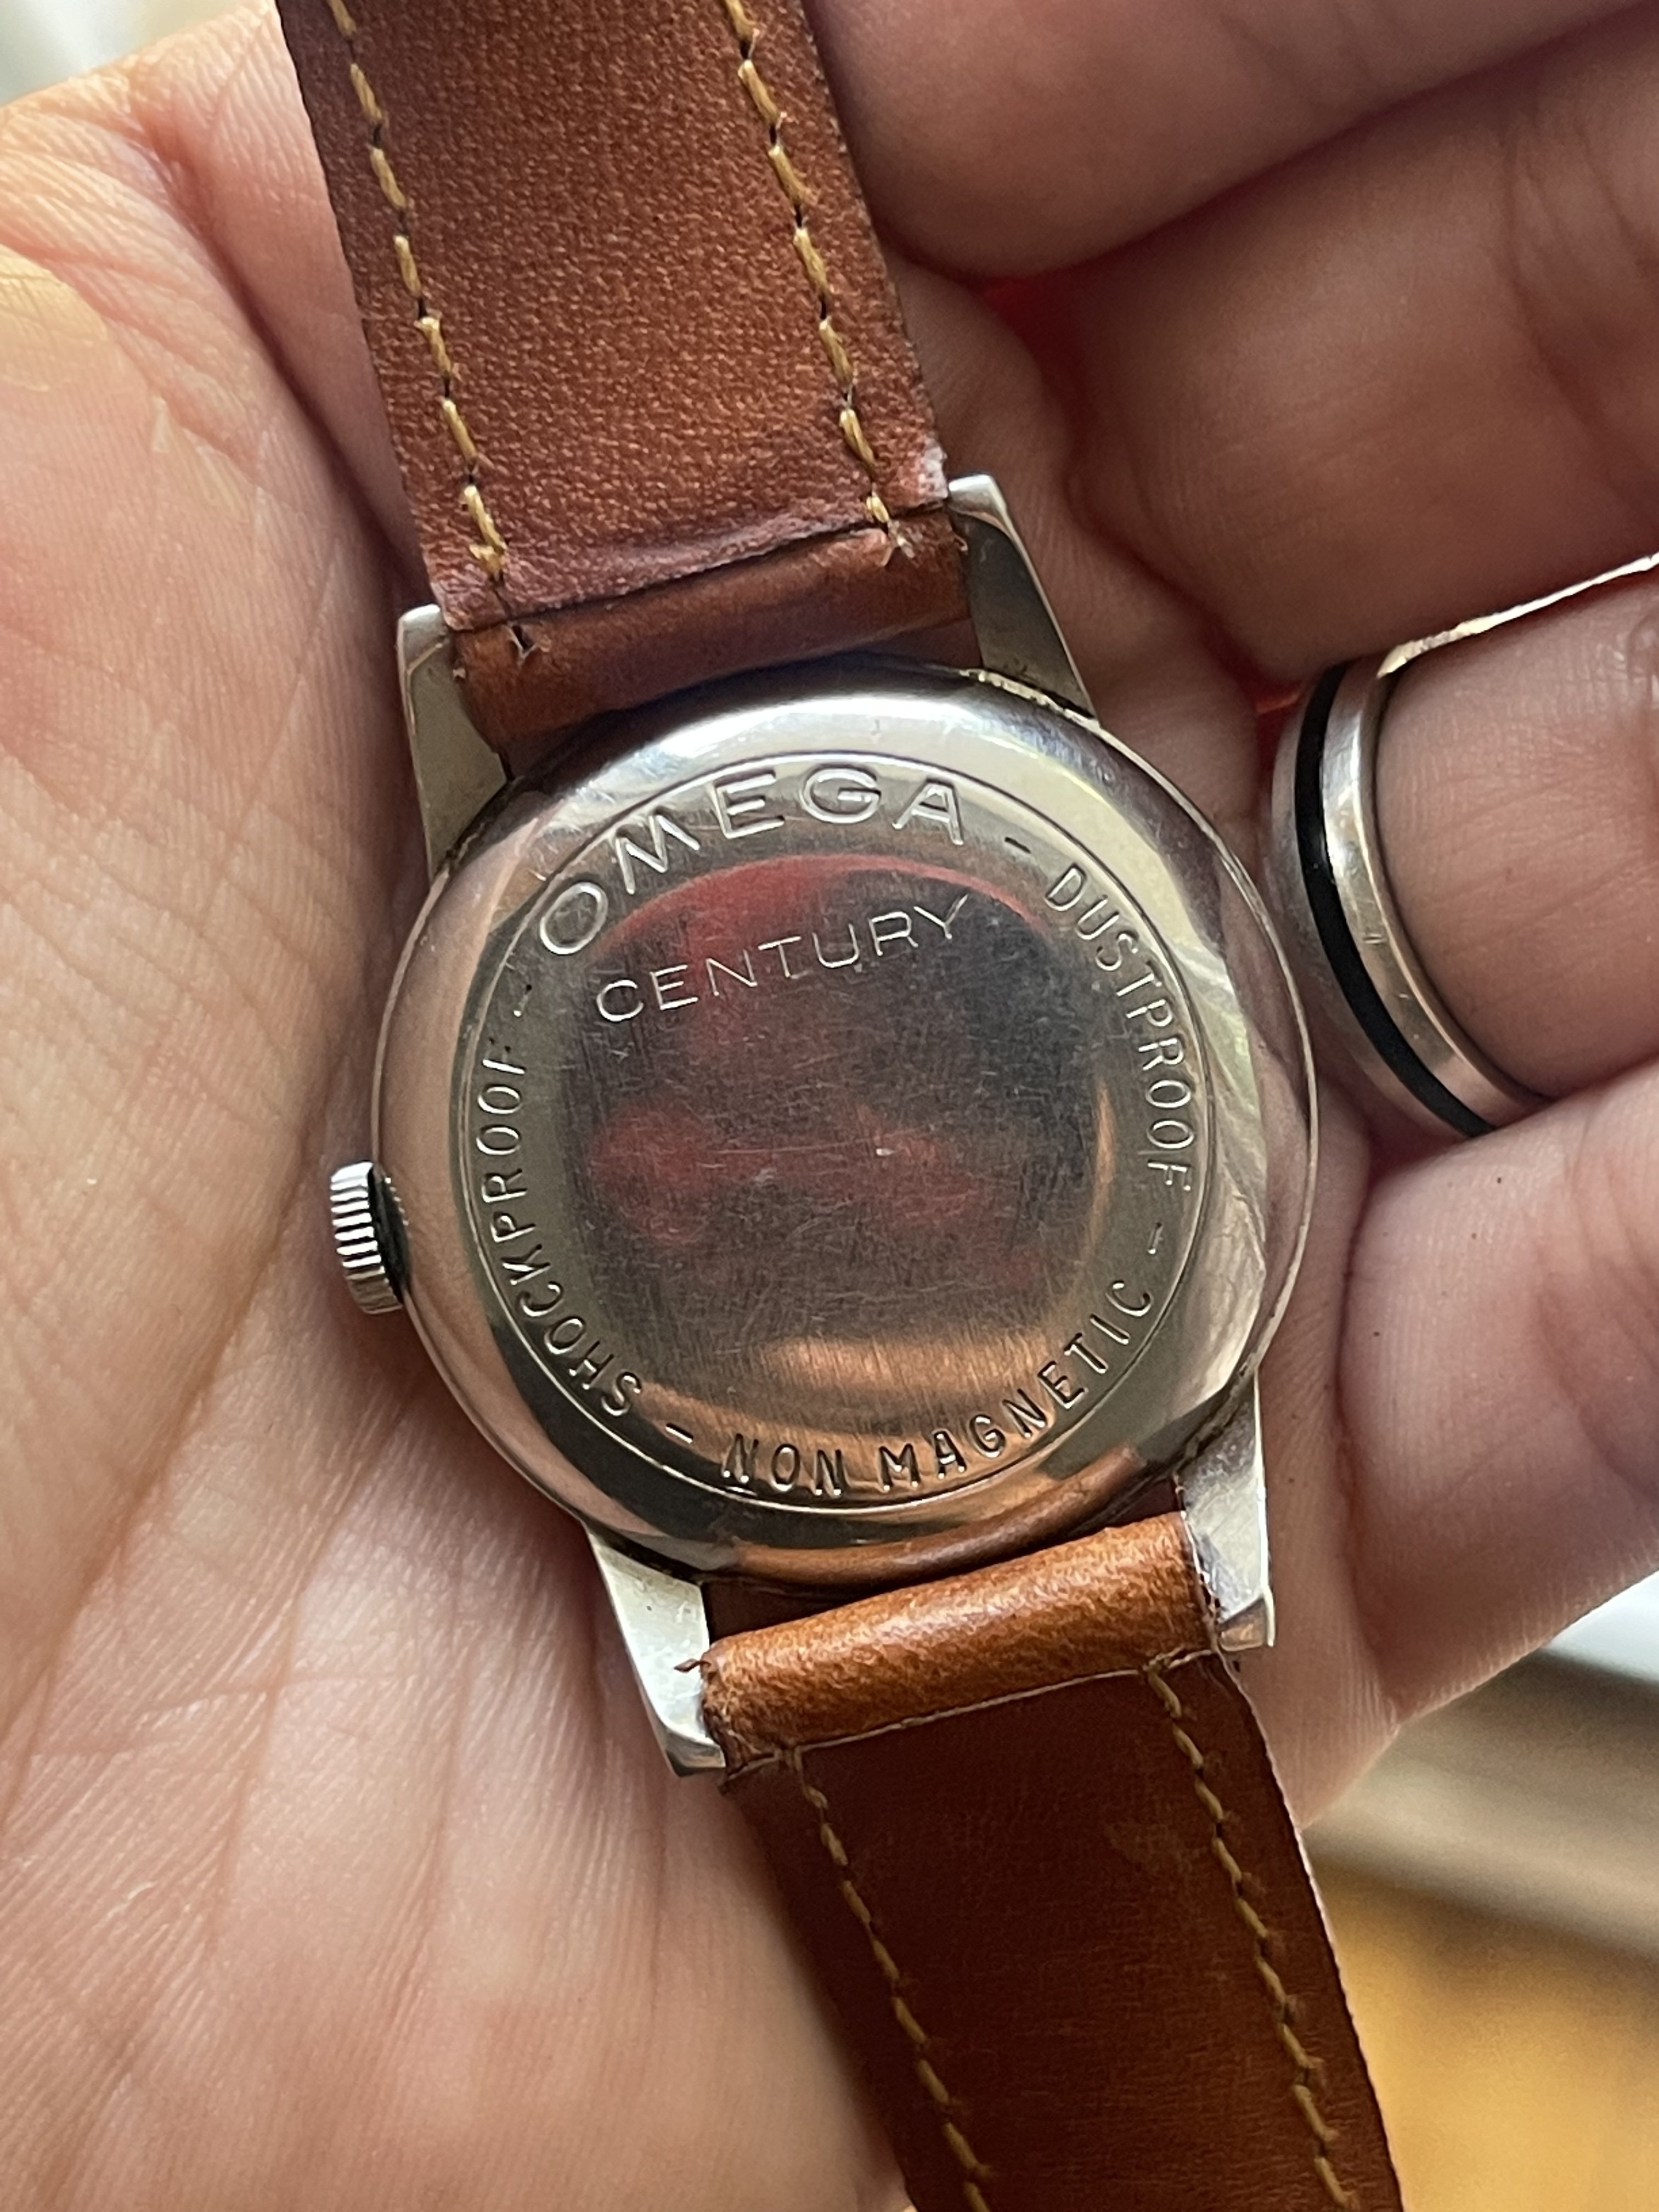 OMEGA - DUSTPROOF - NON MAGNETIC - SHOCKPROOF -
CENTURY